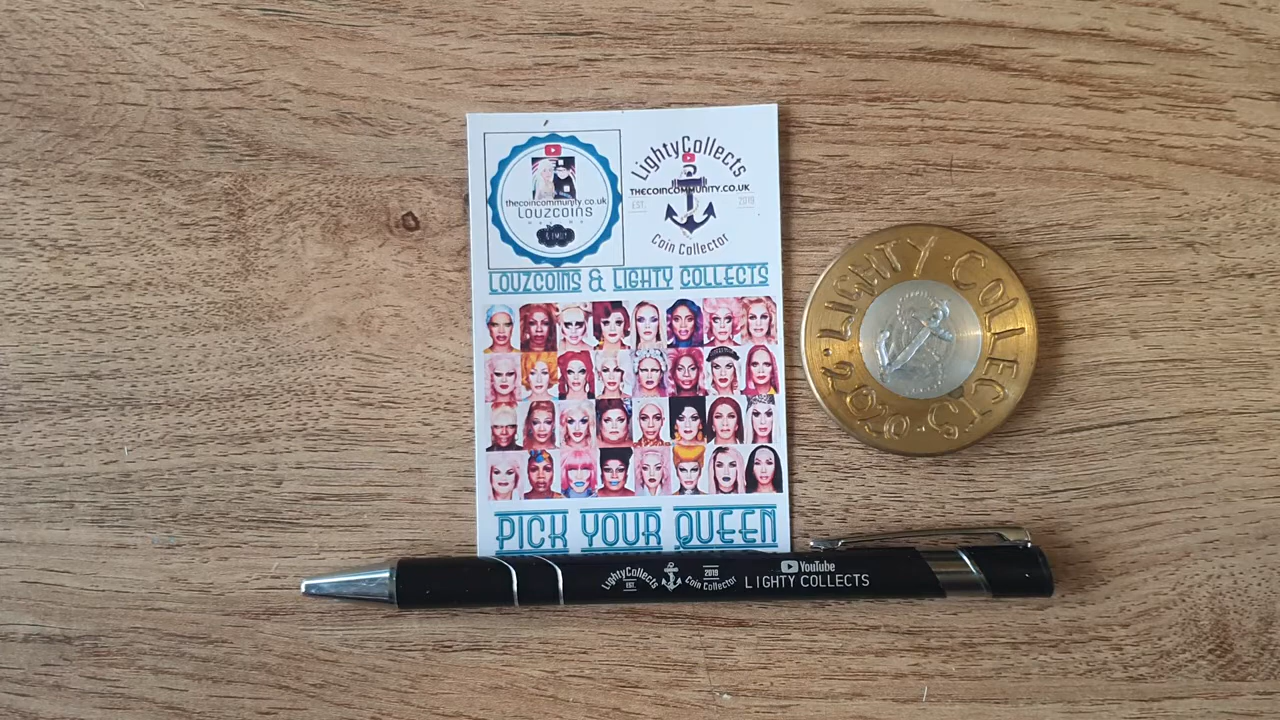 thecoincommunity.co.uk
LOUZCOINS
LightyCollects
THECOINCOMMUNITY.CO.UK
EST. 2019
Coin Collector
LOUZCOINS & LIGHTY COLLECTS
PICK YOUR QUEEN
LIGHTY · COLLECTS · 2020 ·
LightyCollects
EST.
2019
Coin Collector
YouTube
LIGHTY COLLECTS